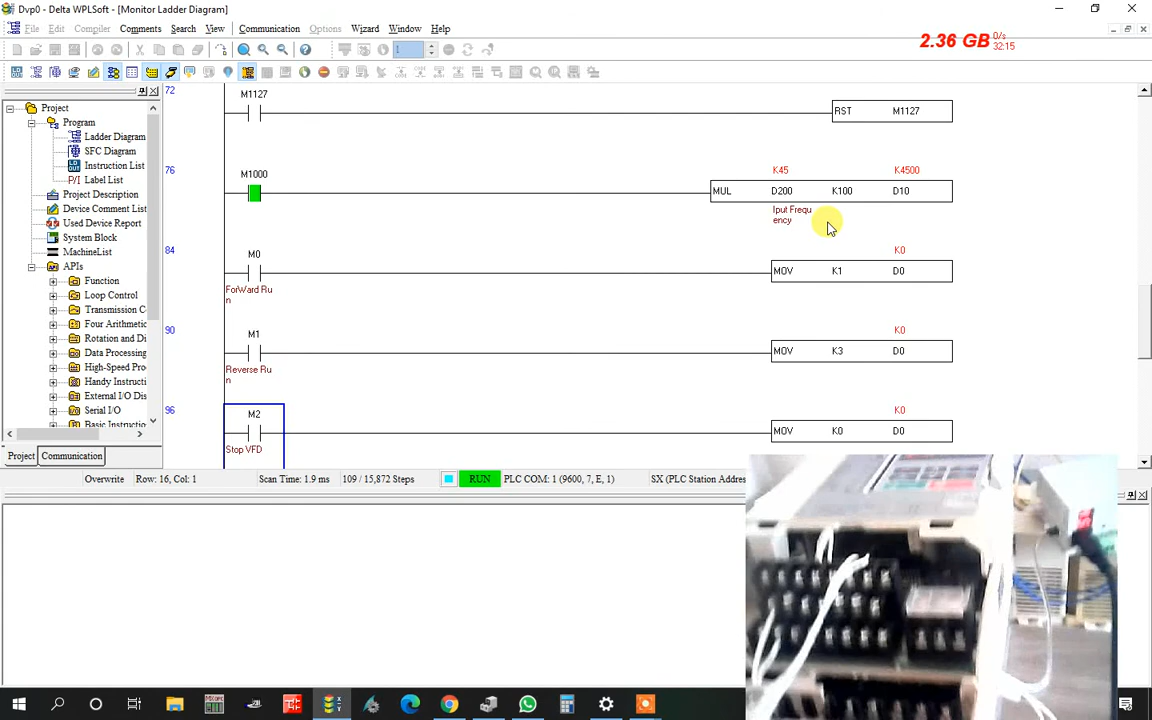 Dvp0 - Delta WPLSoft - [Monitor Ladder Diagram]
File Edit Compiler Comments Search View Communication Options Wizard Window Help
2.36 GB 0/s
32:15
1
Project
Program
Ladder Diagram
SFC Diagram
Instruction List
Label List
Project Description
Device Comment List
Used Device Report
System Block
MachineList
APIs
Function
Loop Control
Transmission C
Four Arithmetic
Rotation and Di
Data Processing
High-Speed Pro
Handy Instructi
External I/O Dis
Serial I/O
Basic Instructio
Project Communication
72
M1127
RST M1127
76
M1000
K45 K4500
MUL D200 K100 D10
Iput Frequ
ency
84
M0
K0
MOV K1 D0
ForWard Ru
n
90
M1
K0
MOV K3 D0
Reverse Ru
n
96
M2
K0
MOV K0 D0
Stop VFD
Overwrite Row: 16, Col: 1 Scan Time: 1.9 ms 109 / 15,872 Steps RUN PLC COM: 1 (9600, 7, E, 1) SX (PLC Station Addres